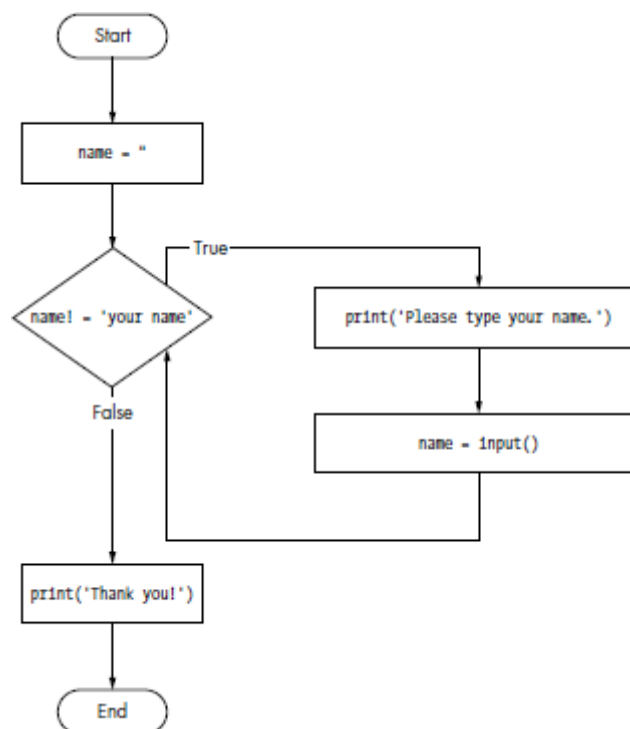 Start
name = "
True
name! = 'your name'
print('Please type your name.')
name = input()
False
print('Thank you!')
End